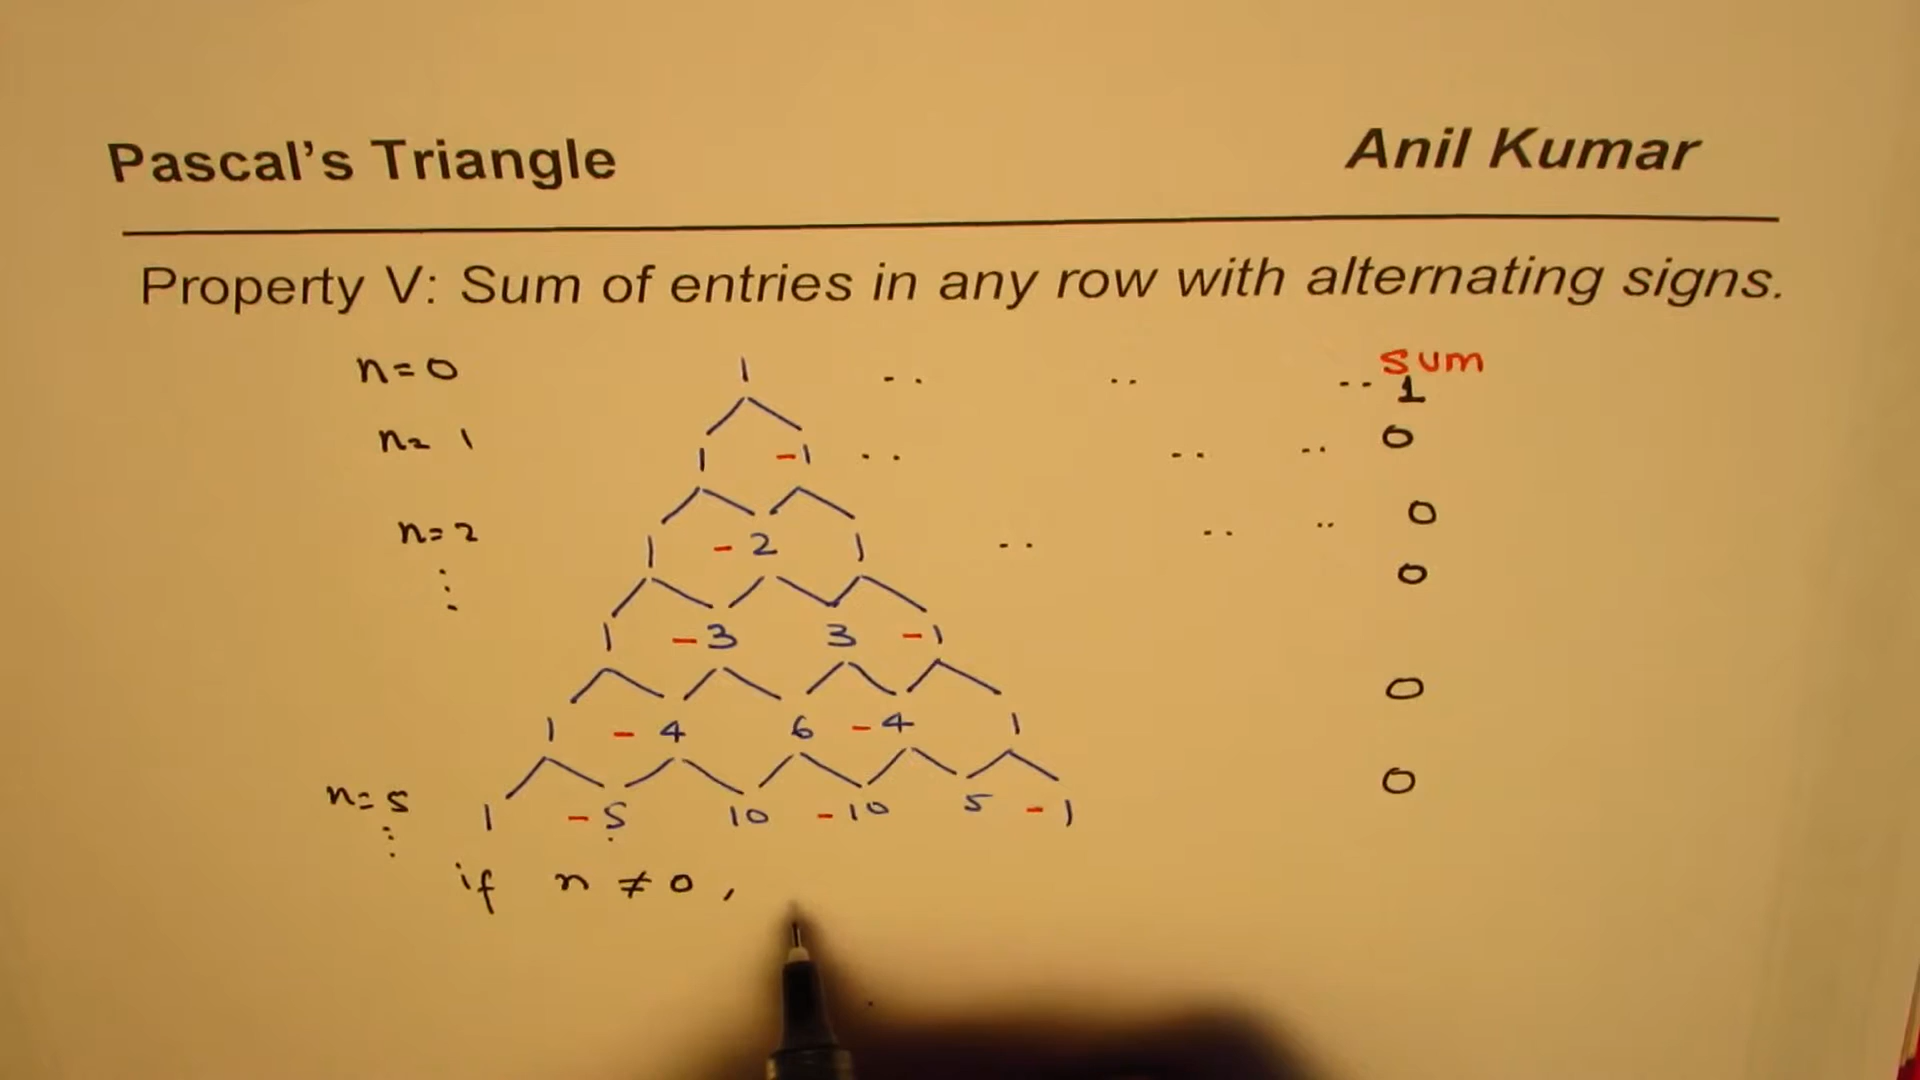 Pascal's Triangle Anil Kumar
Property V: Sum of entries in any row with alternating signs.
sum
n=0 1 .. .. .. 1
n= 1 1 -1 .. .. .. 0
n=2 1 -2 1 .. .. .. 0
⋮ 0
1 -3 3 -1
0
1 -4 6 -4 1
0
n=5 1 -5 10 -10 5 -1
⋮
if n ≠ 0,